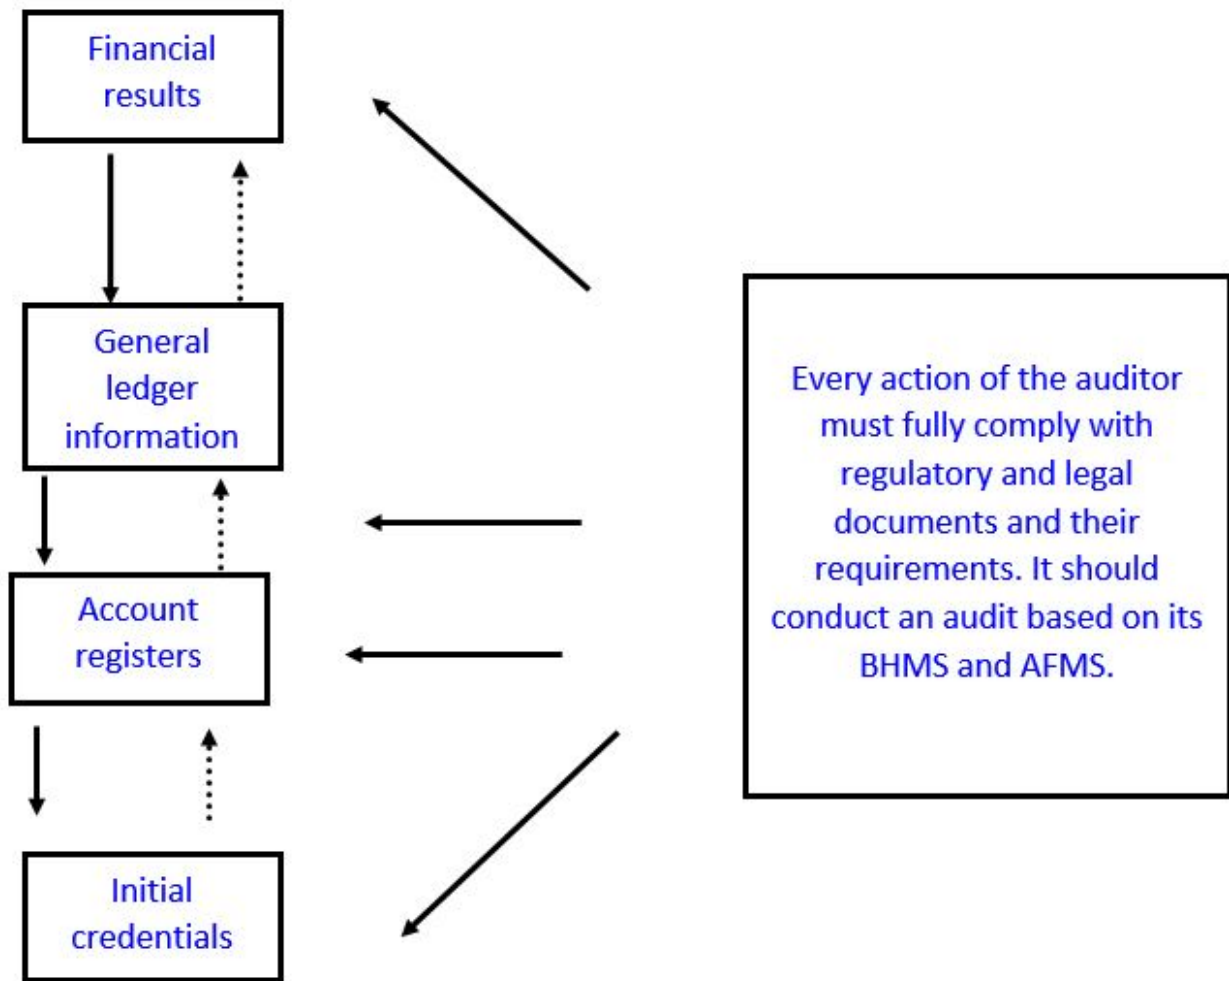 Financial
results
General
ledger
information
Account
registers
Initial
credentials
Every action of the auditor
must fully comply with
regulatory and legal
documents and their
requirements. It should
conduct an audit based on its
BHMS and AFMS.